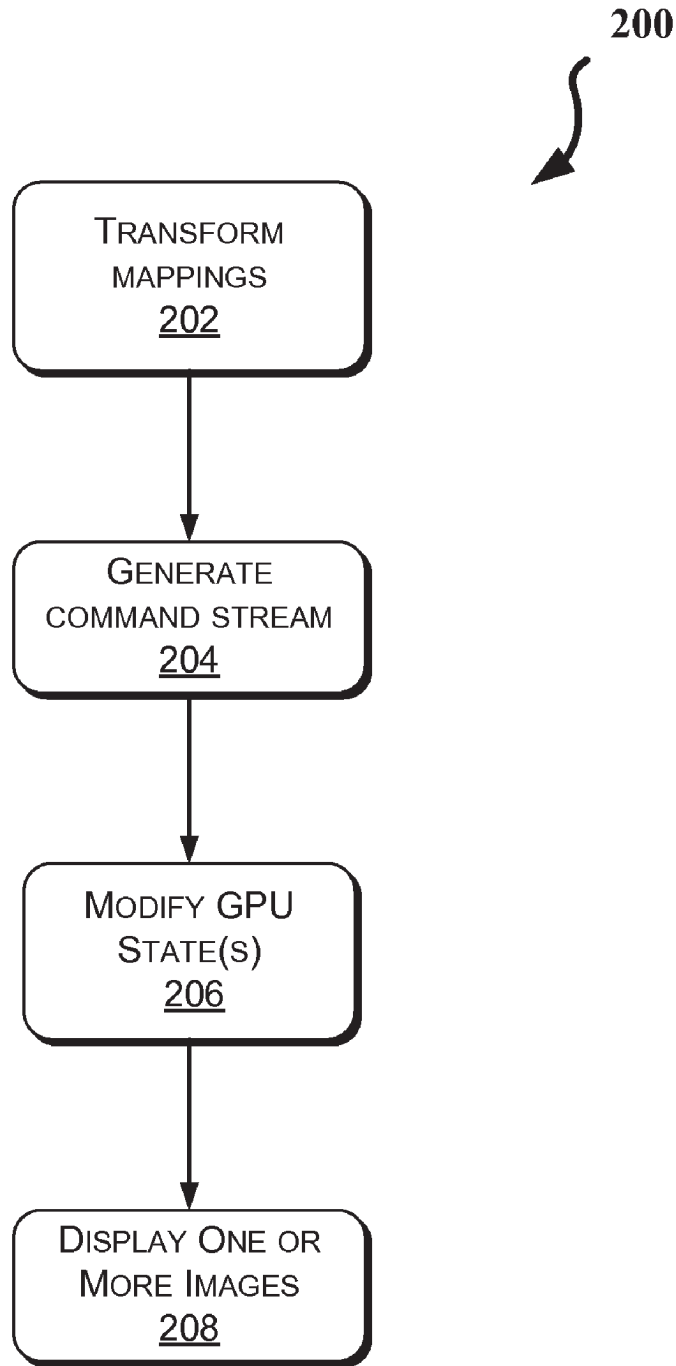 200
TRANSFORM
MAPPINGS
202
GENERATE
COMMAND STREAM
204
MODIFY GPU
STATE(S)
206
DISPLAY ONE OR
MORE IMAGES
208